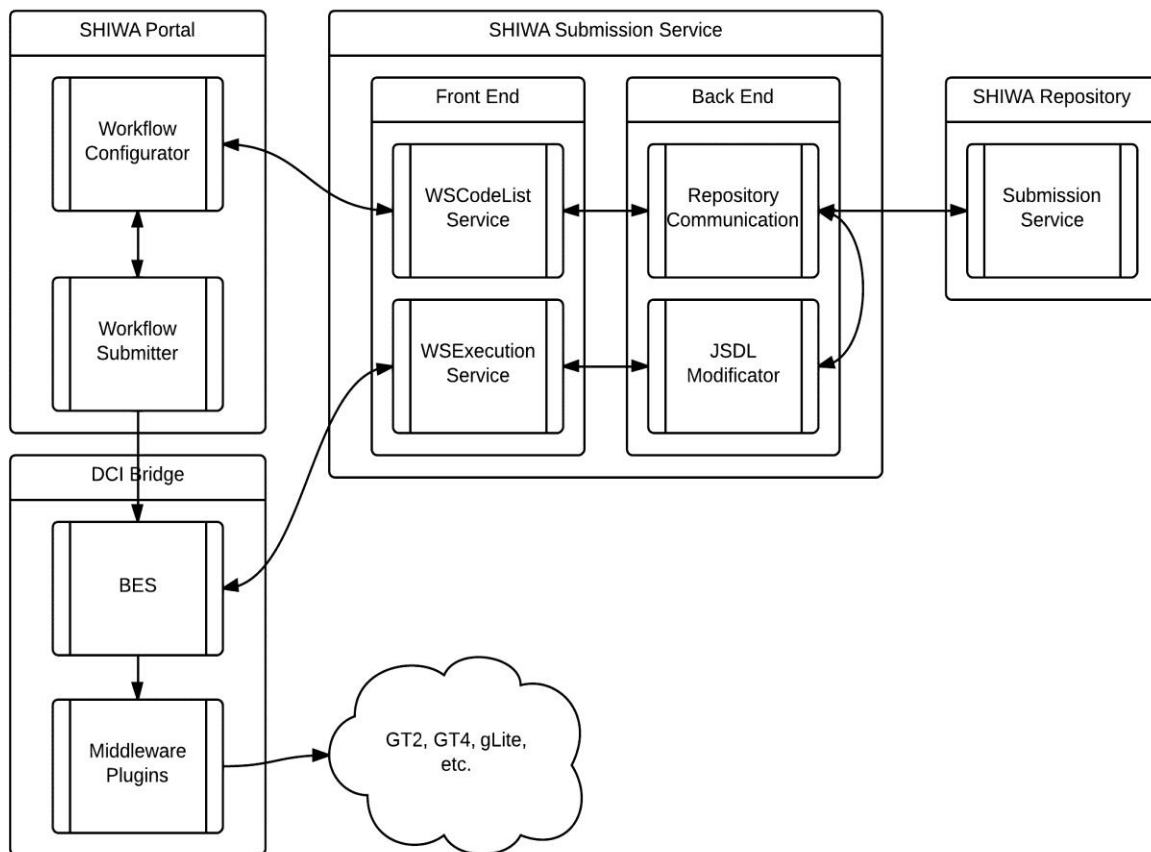 SHIWA Portal
Workflow
Configurator
Workflow
Submitter
SHIWA Submission Service
Front End
WSCodeList
Service
WSExecution
Service
Back End
Repository
Communication
JSDL
Modificator
SHIWA Repository
Submission
Service
DCI Bridge
BES
Middleware
Plugins
GT2, GT4, gLite,
etc.